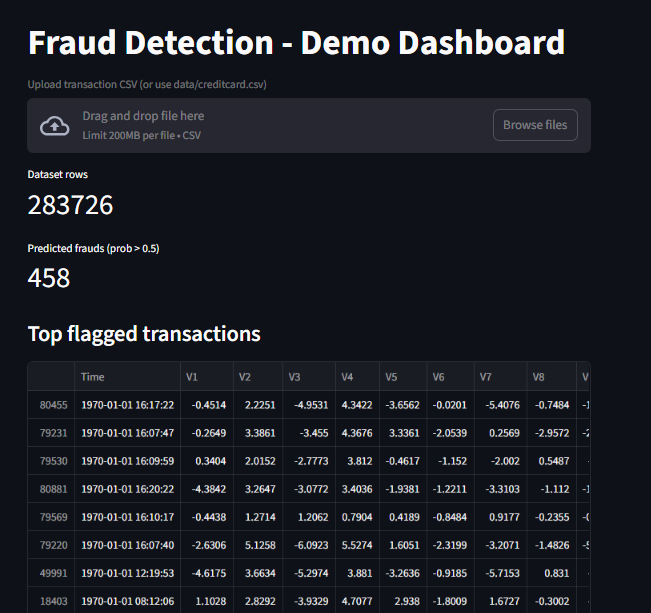 Fraud Detection - Demo Dashboard
Upload transaction CSV (or use data/creditcard.csv)
Drag and drop file here
Limit 200MB per file • CSV
Browse files
Dataset rows
283726
Predicted frauds (prob > 0.5)
458
Top flagged transactions
Time V1 V2 V3 V4 V5 V6 V7 V8 V
80455 1970-01-01 16:17:22 -0.4514 2.2251 -4.9531 4.3422 -3.6562 -0.0201 -5.4076 -0.7484 -1
79231 1970-01-01 16:07:47 -0.2649 3.3861 -3.455 4.3676 3.3361 -2.0539 0.2569 -2.9572 -2
79530 1970-01-01 16:09:59 0.3404 2.0152 -2.7773 3.812 -0.4617 -1.152 -2.002 0.5487 -
80881 1970-01-01 16:20:22 -4.3842 3.2647 -3.0772 3.4036 -1.9381 -1.2211 -3.3103 -1.112 -1
79569 1970-01-01 16:10:17 -0.4438 1.2714 1.2062 0.7904 0.4189 -0.8484 0.9177 -0.2355 -0
79220 1970-01-01 16:07:40 -2.6306 5.1258 -6.0923 5.5274 1.6051 -2.3199 -3.2071 -1.4826 -5
49991 1970-01-01 12:19:53 -4.6175 3.6634 -5.2974 3.881 -3.2636 -0.9185 -5.7153 0.831 -
18403 1970-01-01 08:12:06 1.1028 2.8292 -3.9329 4.7077 2.938 -1.8009 1.6727 -0.3002 -